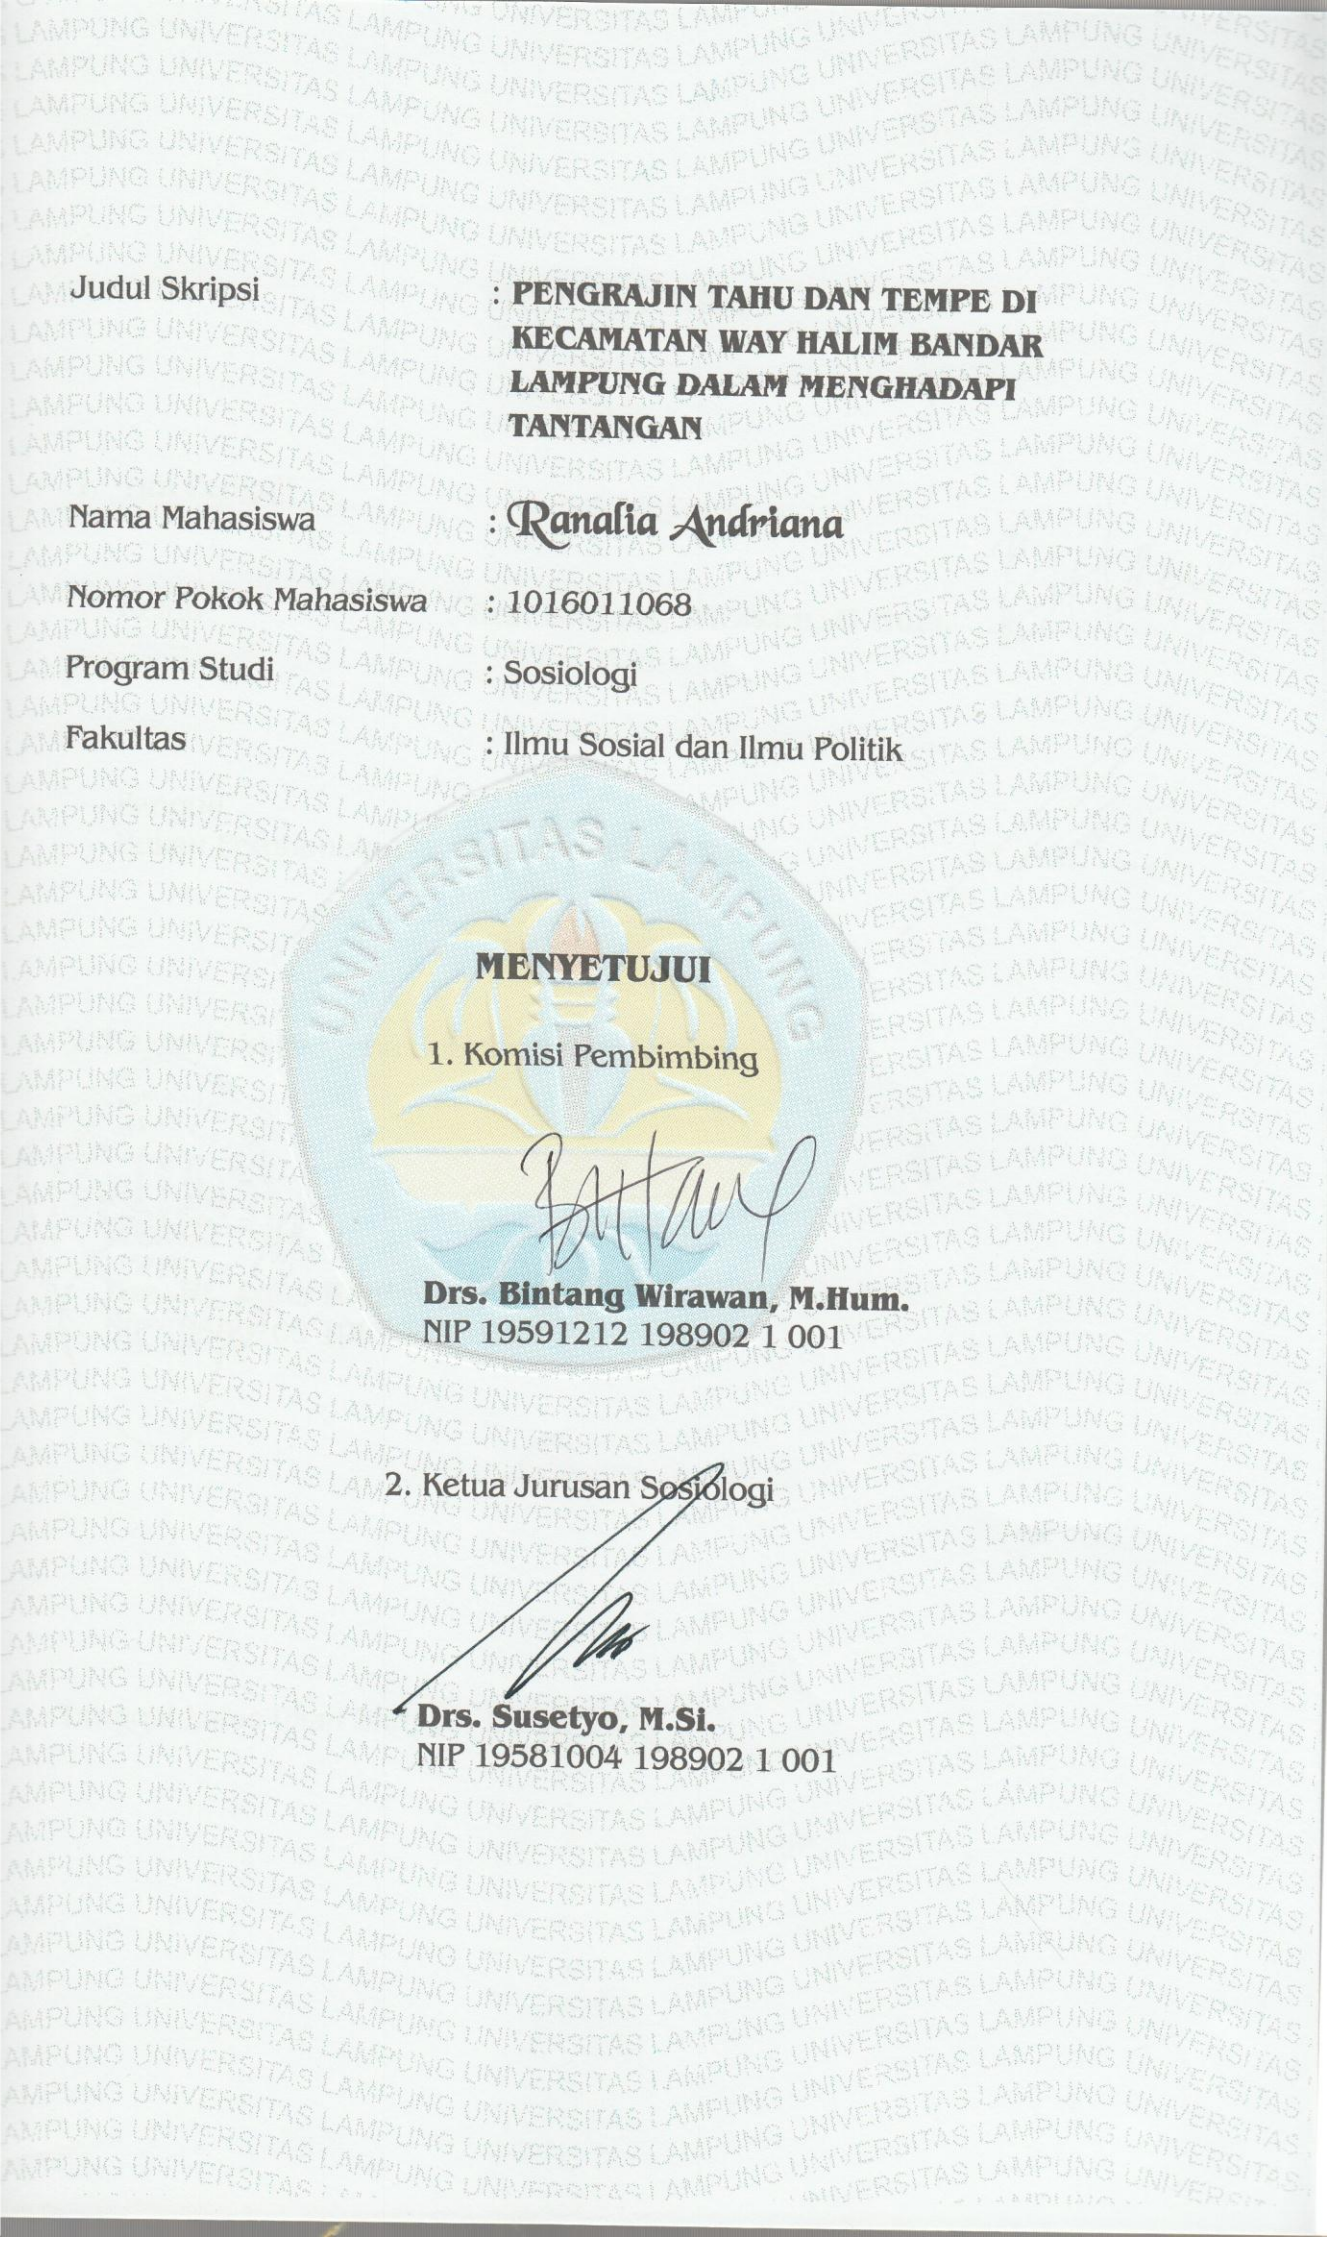 Judul Skripsi : PENGRAJIN TAHU DAN TEMPE DI
KECAMATAN WAY HALIM BANDAR
LAMPUNG DALAM MENGHADAPI
TANTANGAN
Nama Mahasiswa : Ranalia Andriana
Nomor Pokok Mahasiswa : 1016011068
Program Studi : Sosiologi
Fakultas : Ilmu Sosial dan Ilmu Politik
UNIVERSITAS LAMPUNG
MENYETUJUI
1. Komisi Pembimbing
Drs. Bintang Wirawan, M.Hum.
NIP 19591212 198902 1 001
2. Ketua Jurusan Sosiologi
Drs. Susetyo, M.Si.
NIP 19581004 198902 1 001